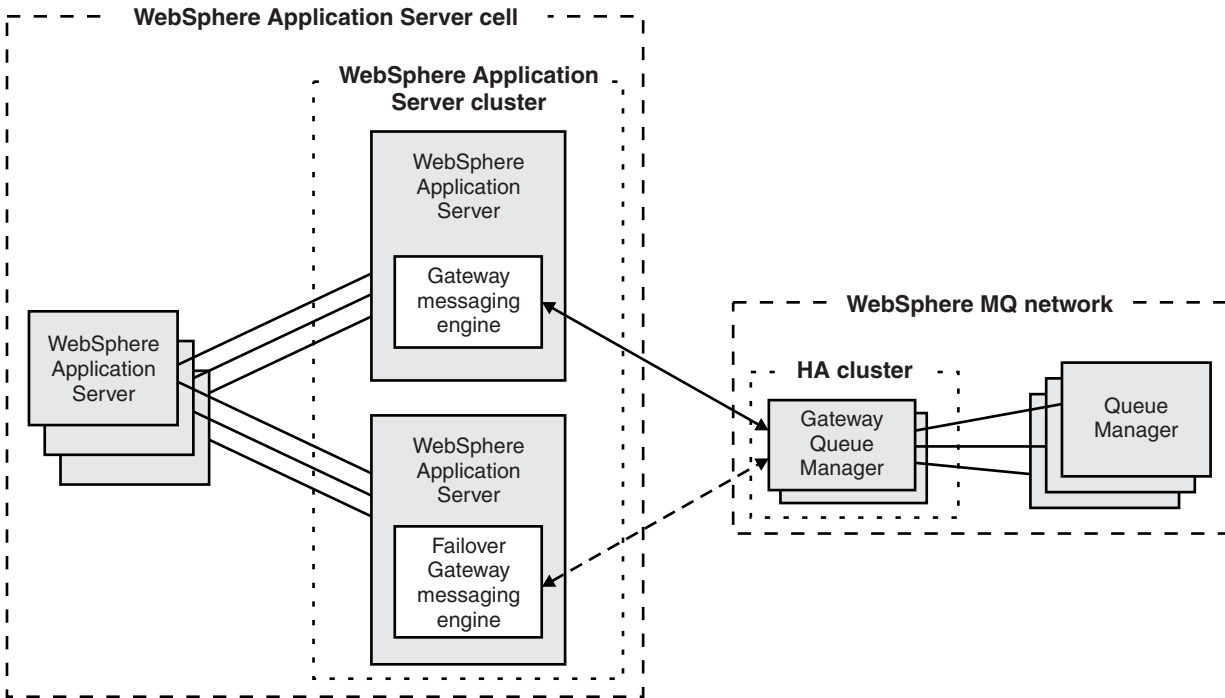 WebSphere Application Server cell
WebSphere Application
Server cluster
WebSphere
Application
Server
Gateway
messaging
engine
WebSphere
Application
Server
WebSphere
Application
Server
Failover
Gateway
messaging
engine
WebSphere MQ network
HA cluster
Gateway
Queue
Manager
Queue
Manager